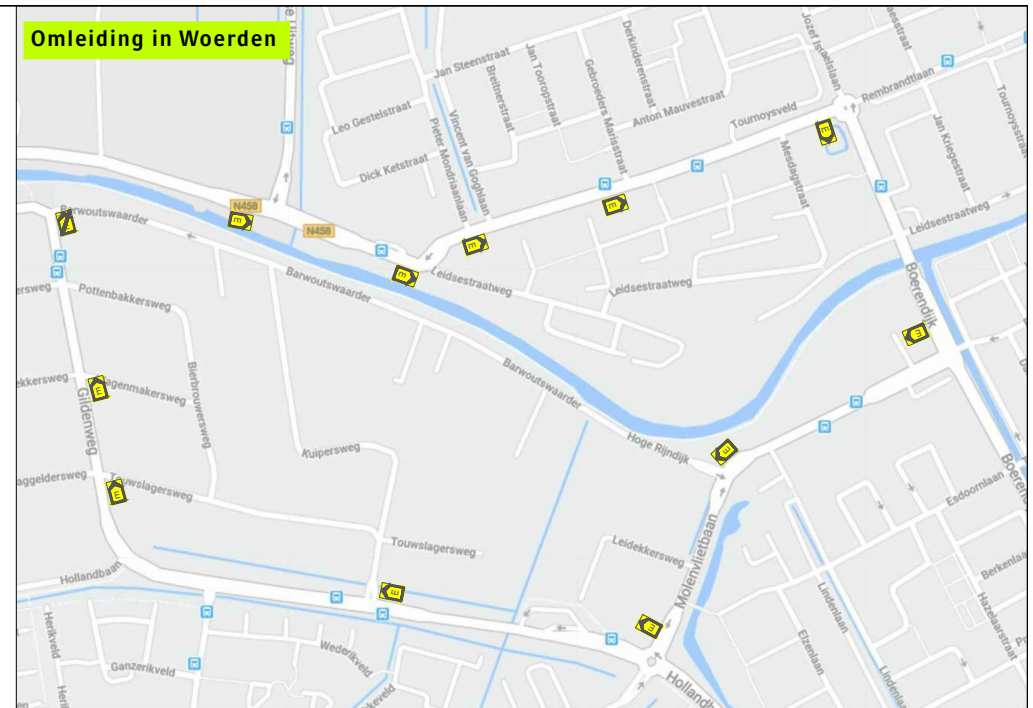 Omleiding in Woerden
Jan Steenstraat
Derkinderenstraat
Jozef Israelslaan
Jan Tooropstraat
Gebroeders Marisstraat
Breitnerstraat
Rembrandtlaan
Leo Gestelstraat
Vincent van Goghlaan
Pieter Mondriaanlaan
Anton Mauvestraat
Tournoysveld
Jan Kriegestraat
Mesdagstraat
Dick Ketstraat
E
N458
N458
Barwoutswaarder
E
E
E
E
Leidsestraatweg
Leidsestraatweg
Leidsestraatweg
Barwoutswaarder
Boerendijk
Pottenbakkersweg
E
Bierbrouwersweg
Barwoutswaarder
E
Gildenweg
Hoge Rijndijk
Kuipersweg
E
Touwslagersweg
E
Boerendijk
Esdoornlaan
Touwslagersweg
Leidekkersweg
Molenvlietbaan
Berkenlaan
Hollandbaan
E
Lindenlaan
Hazelaarstraat
Herikveld
E
Elzenlaan
Wederikveld
Ganzerikveld